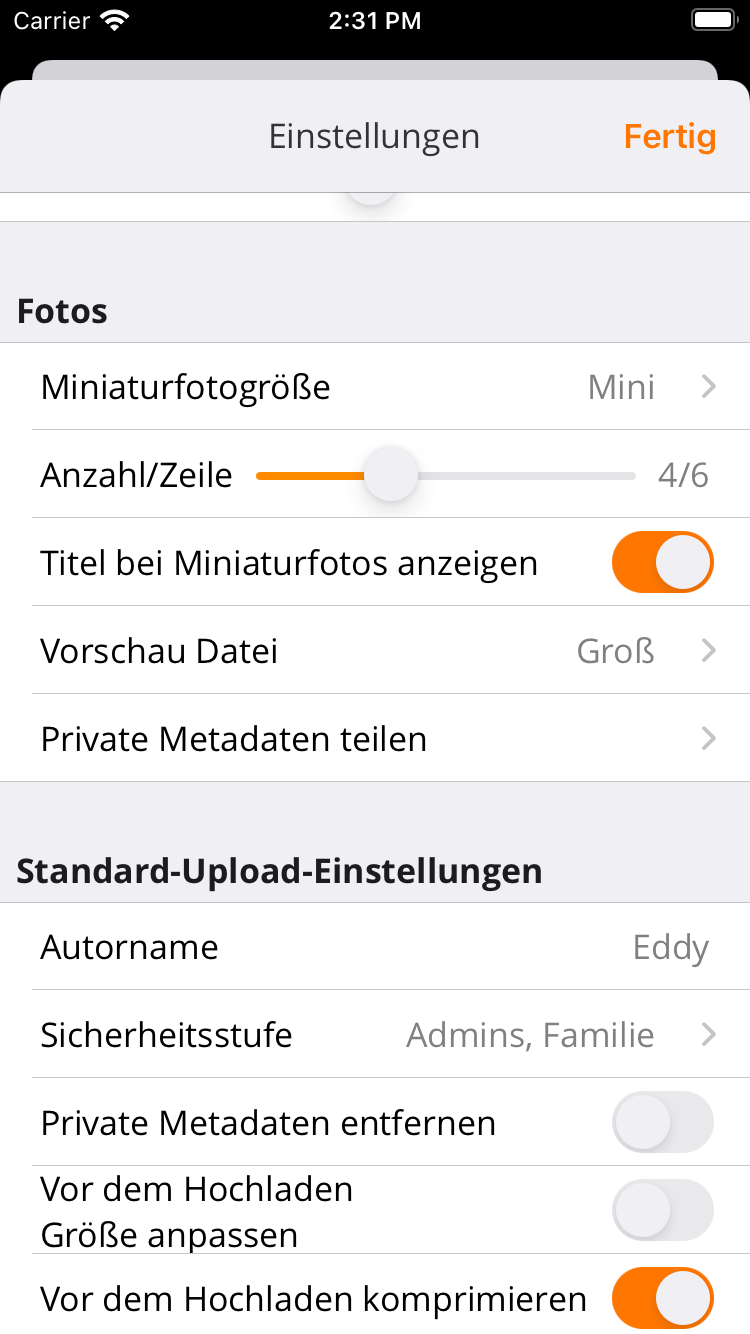 Carrier 2:31 PM
Einstellungen Fertig
Fotos
Miniaturfotogröße Mini
Anzahl/Zeile 4/6
Titel bei Miniaturfotos anzeigen
Vorschau Datei Groß
Private Metadaten teilen
Standard-Upload-Einstellungen
Autorname Eddy
Sicherheitsstufe Admins, Familie
Private Metadaten entfernen
Vor dem Hochladen
Größe anpassen
Vor dem Hochladen komprimieren